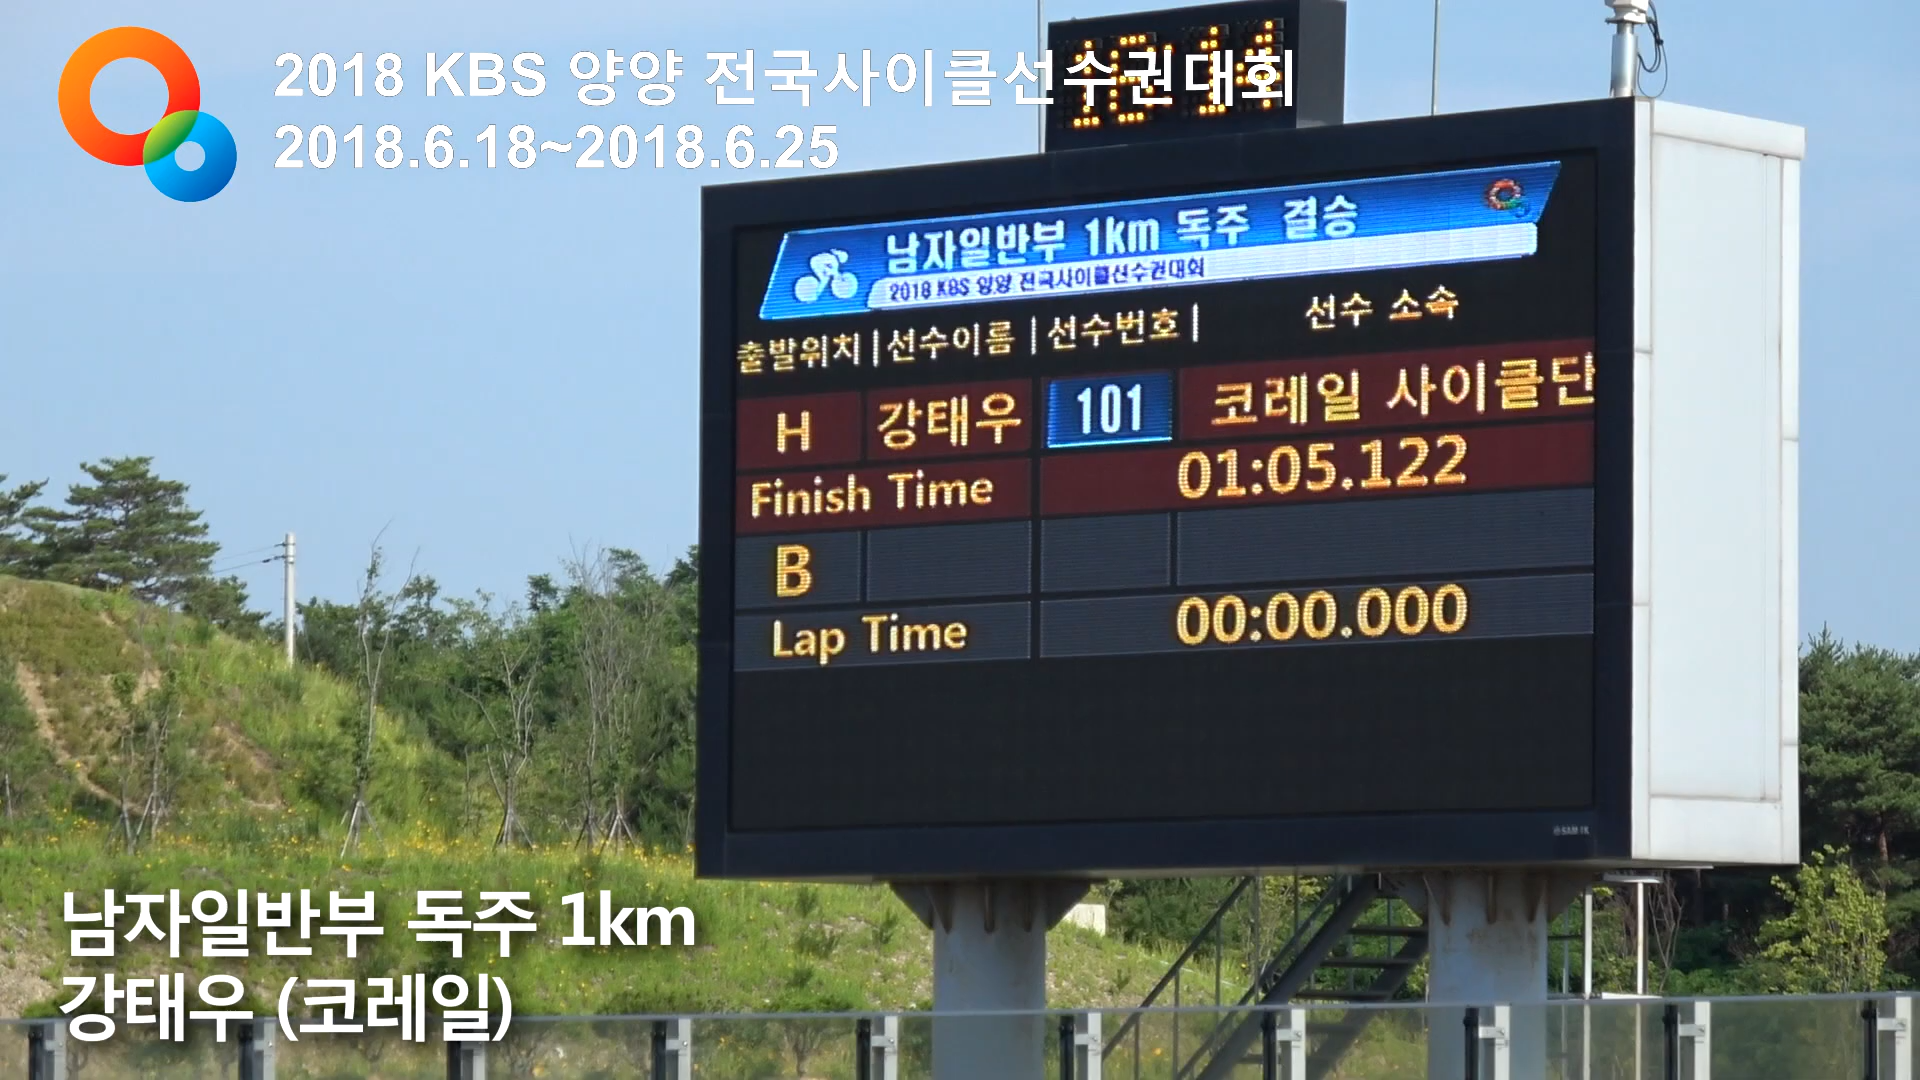 2018 KBS 양양 전국사이클선수권대회
2018.6.18~2018.6.25
남자일반부 1km 독주 결승
2018 KBS 양양 전국사이클선수권대회
출발위치 | 선수이름 | 선수번호 | 선수 소속
H 강태우 101 코레일 사이클단
Finish Time 01:05.122
B
Lap Time 00:00.000
남자일반부 독주 1km
강태우 (코레일)